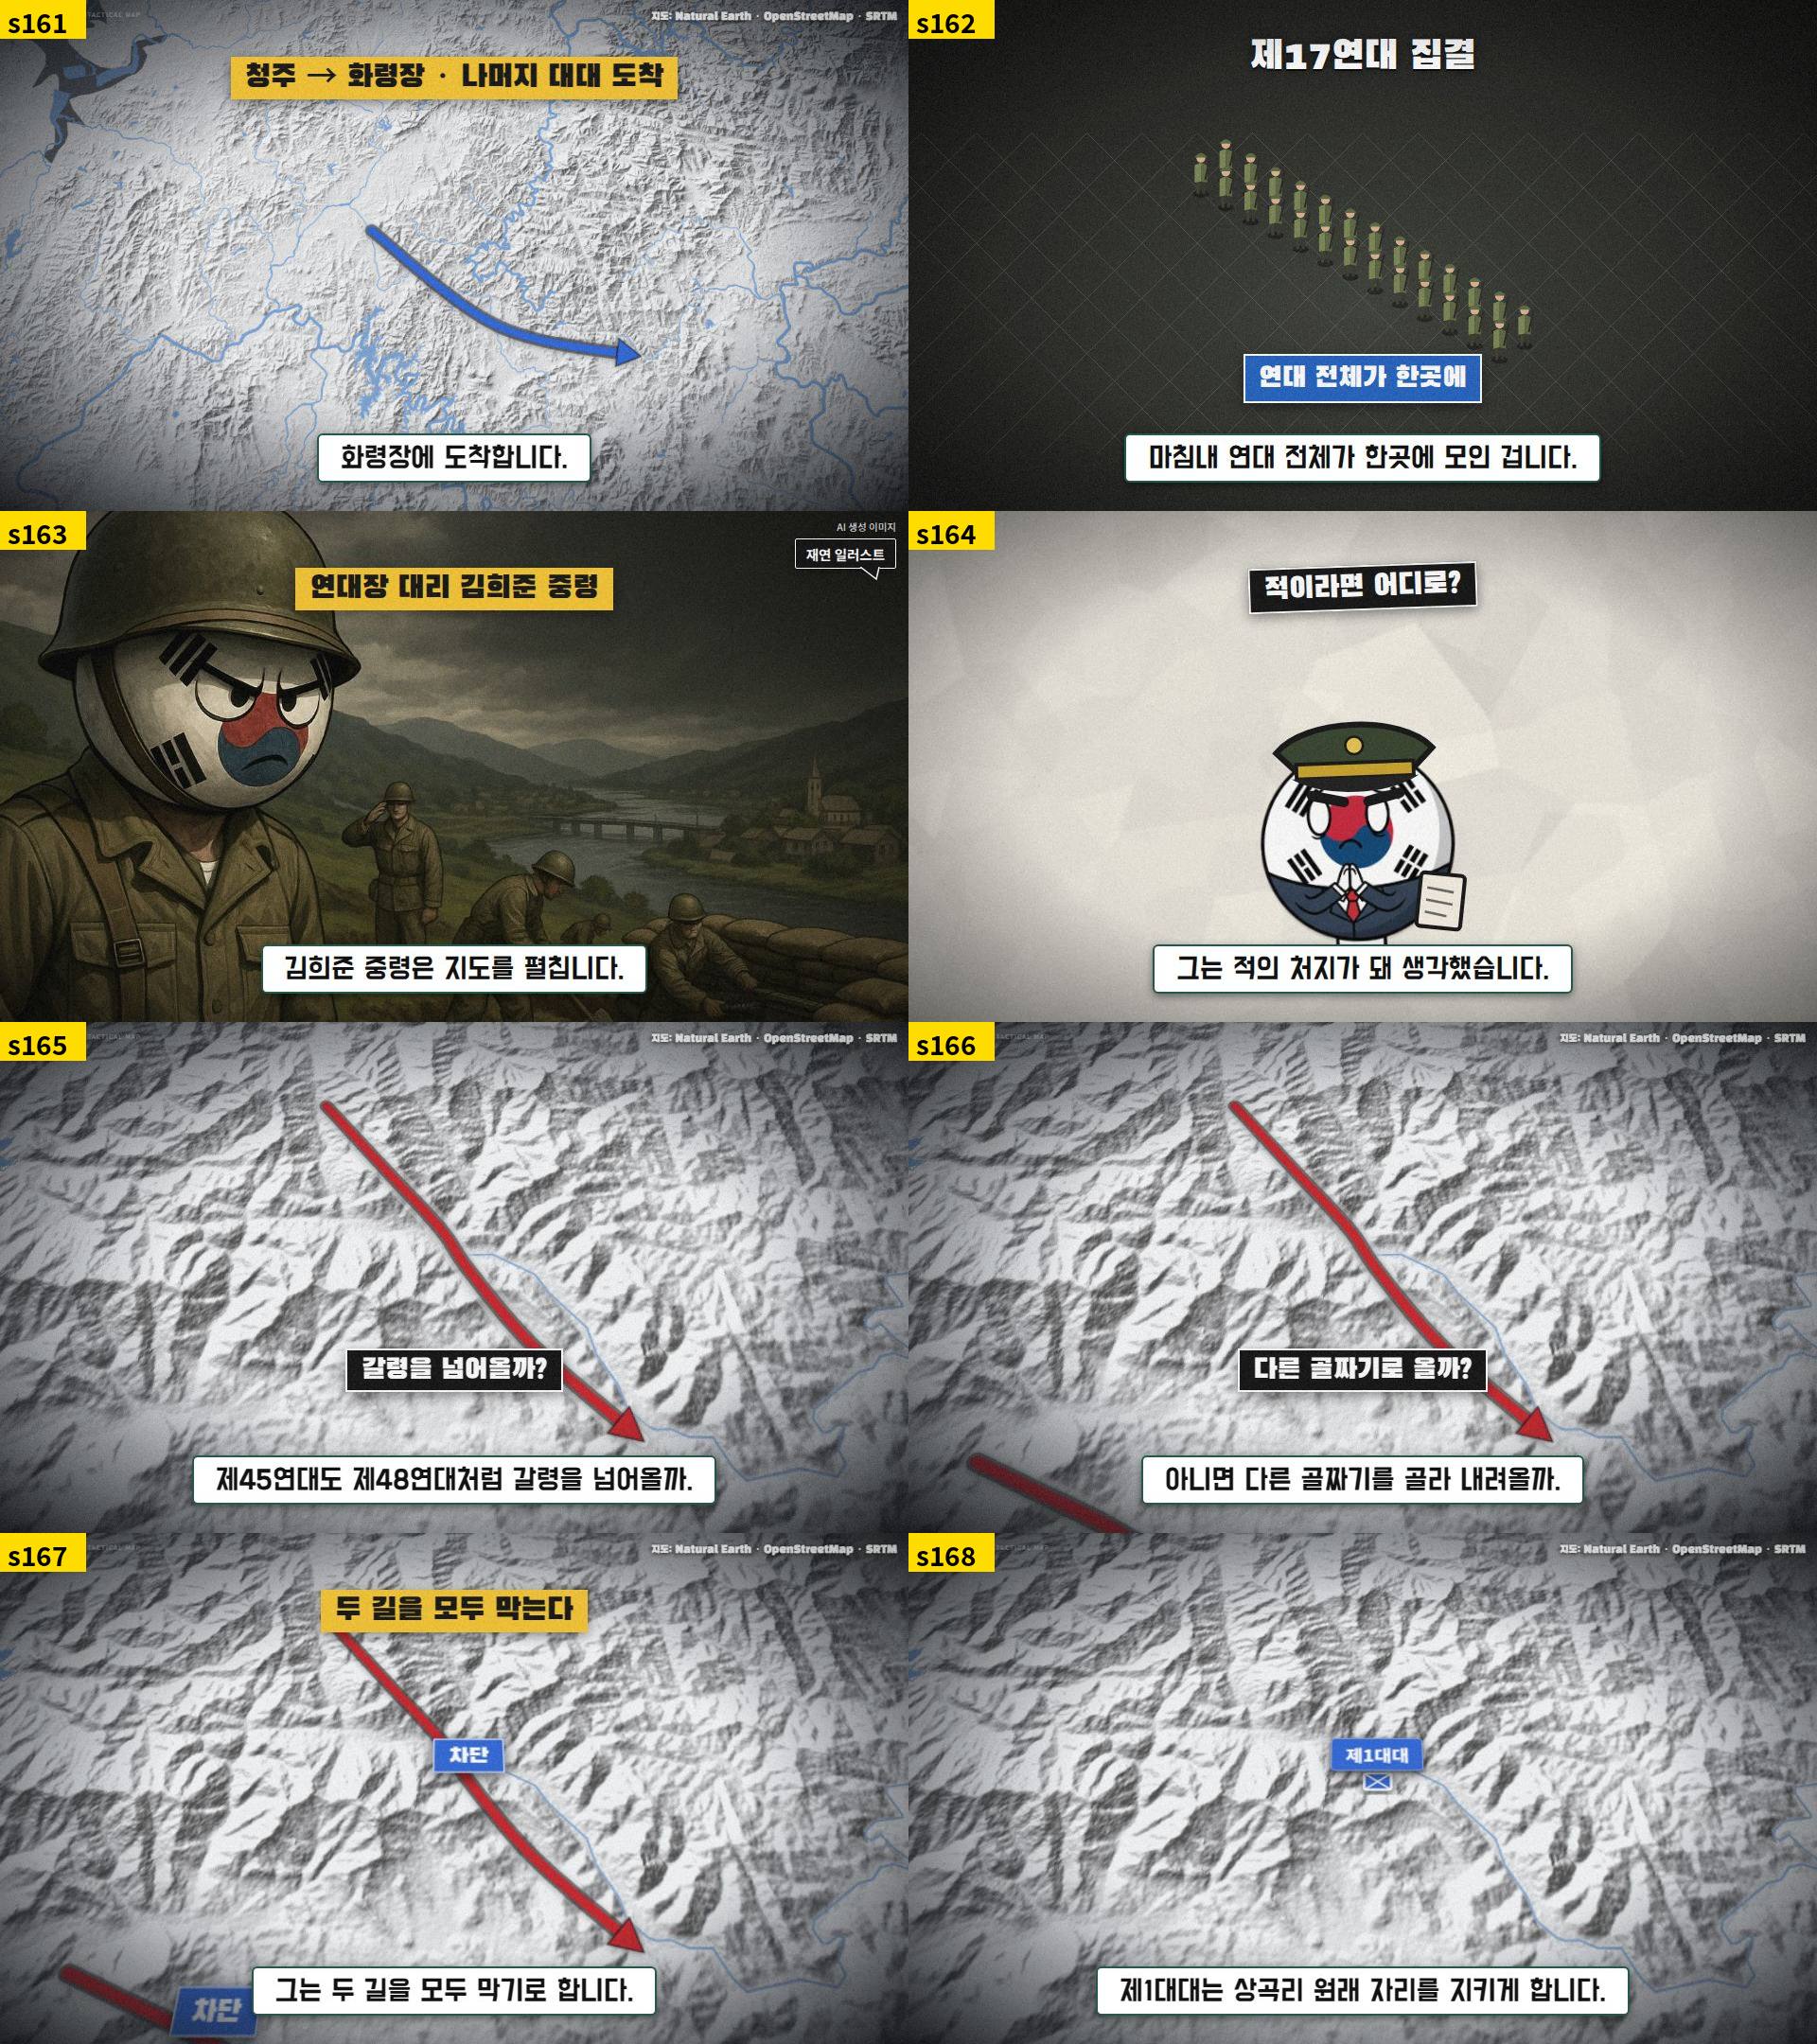 s161
TACTICAL MAP
지도: Natural Earth · OpenStreetMap · SRTM
청주 → 화령장 · 나머지 대대 도착
화령장에 도착합니다.
s162
제17연대 집결
연대 전체가 한곳에
마침내 연대 전체가 한곳에 모인 겁니다.
s163
AI 생성 이미지
재연 일러스트
연대장 대리 김희준 중령
김희준 중령은 지도를 펼칩니다.
s164
적이라면 어디로?
그는 적의 처지가 돼 생각했습니다.
s165
TACTICAL MAP
지도: Natural Earth · OpenStreetMap · SRTM
갈령을 넘어올까?
제45연대도 제48연대처럼 갈령을 넘어올까.
s166
TACTICAL MAP
지도: Natural Earth · OpenStreetMap · SRTM
다른 골짜기로 올까?
아니면 다른 골짜기를 골라 내려올까.
s167
TACTICAL MAP
지도: Natural Earth · OpenStreetMap · SRTM
두 길을 모두 막는다
차단
차단
그는 두 길을 모두 막기로 합니다.
s168
TACTICAL MAP
지도: Natural Earth · OpenStreetMap · SRTM
제1대대
제1대대는 상곡리 원래 자리를 지키게 합니다.